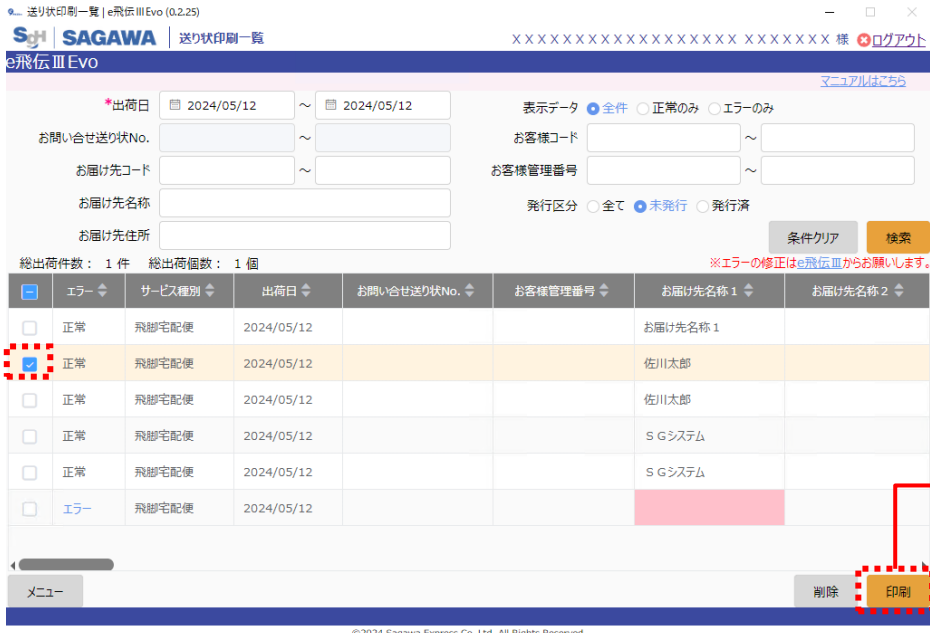 送り状印刷一覧 | e飛伝ⅢEvo (0.2.25)
SGH SAGAWA 送り状印刷一覧 XXXXXXXXXXXXXXXXXX XXXXXXX 様 ログアウト
e飛伝ⅢEvo
マニュアルはこちら
*出荷日 2024/05/12 ～ 2024/05/12 表示データ 全件 正常のみ エラーのみ
お問い合せ送り状No. ～ お客様コード ～
お届け先コード ～ お客様管理番号 ～
お届け先名称 発行区分 全て 未発行 発行済
お届け先住所 条件クリア 検索
総出荷件数： 1 件 総出荷個数： 1 個 ※エラーの修正はe飛伝Ⅲからお願いします。
エラー サービス種別 出荷日 お問い合せ送り状No. お客様管理番号 お届け先名称１ お届け先名称２
正常 飛脚宅配便 2024/05/12 お届け先名称１
正常 飛脚宅配便 2024/05/12 佐川太郎
正常 飛脚宅配便 2024/05/12 佐川太郎
正常 飛脚宅配便 2024/05/12 ＳＧシステム
正常 飛脚宅配便 2024/05/12 ＳＧシステム
エラー 飛脚宅配便 2024/05/12
メニュー 削除 印刷
©2024 Sagawa Express Co.,Ltd. All Rights Reserved.